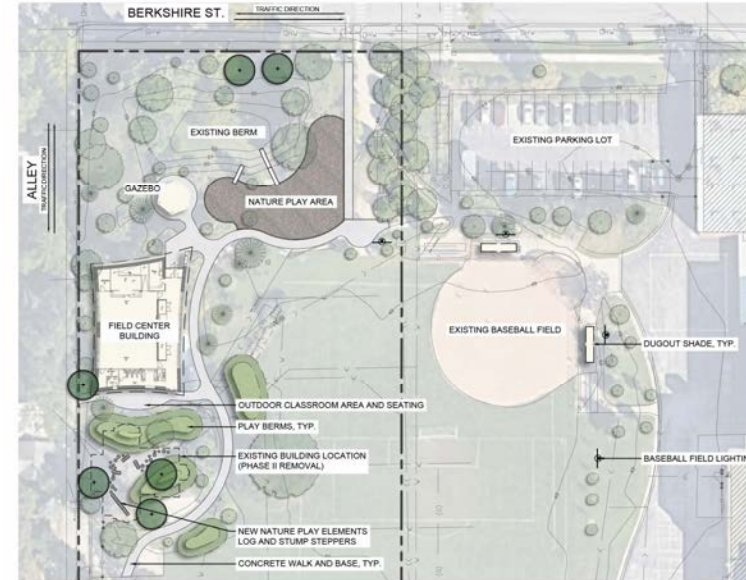 BERKSHIRE ST.
TRAFFIC DIRECTION
EXISTING BERM
EXISTING PARKING LOT
ALLEY
TRAFFIC DIRECTION
GAZEBO
NATURE PLAY AREA
FIELD CENTER
BUILDING
EXISTING BASEBALL FIELD
DUGOUT SHADE, TYP.
OUTDOOR CLASSROOM AREA AND SEATING
PLAY BERMS, TYP.
EXISTING BUILDING LOCATION
(PHASE II REMOVAL)
BASEBALL FIELD LIGHTIN
NEW NATURE PLAY ELEMENTS
LOG AND STUMP STEPPERS
CONCRETE WALK AND BASE, TYP.